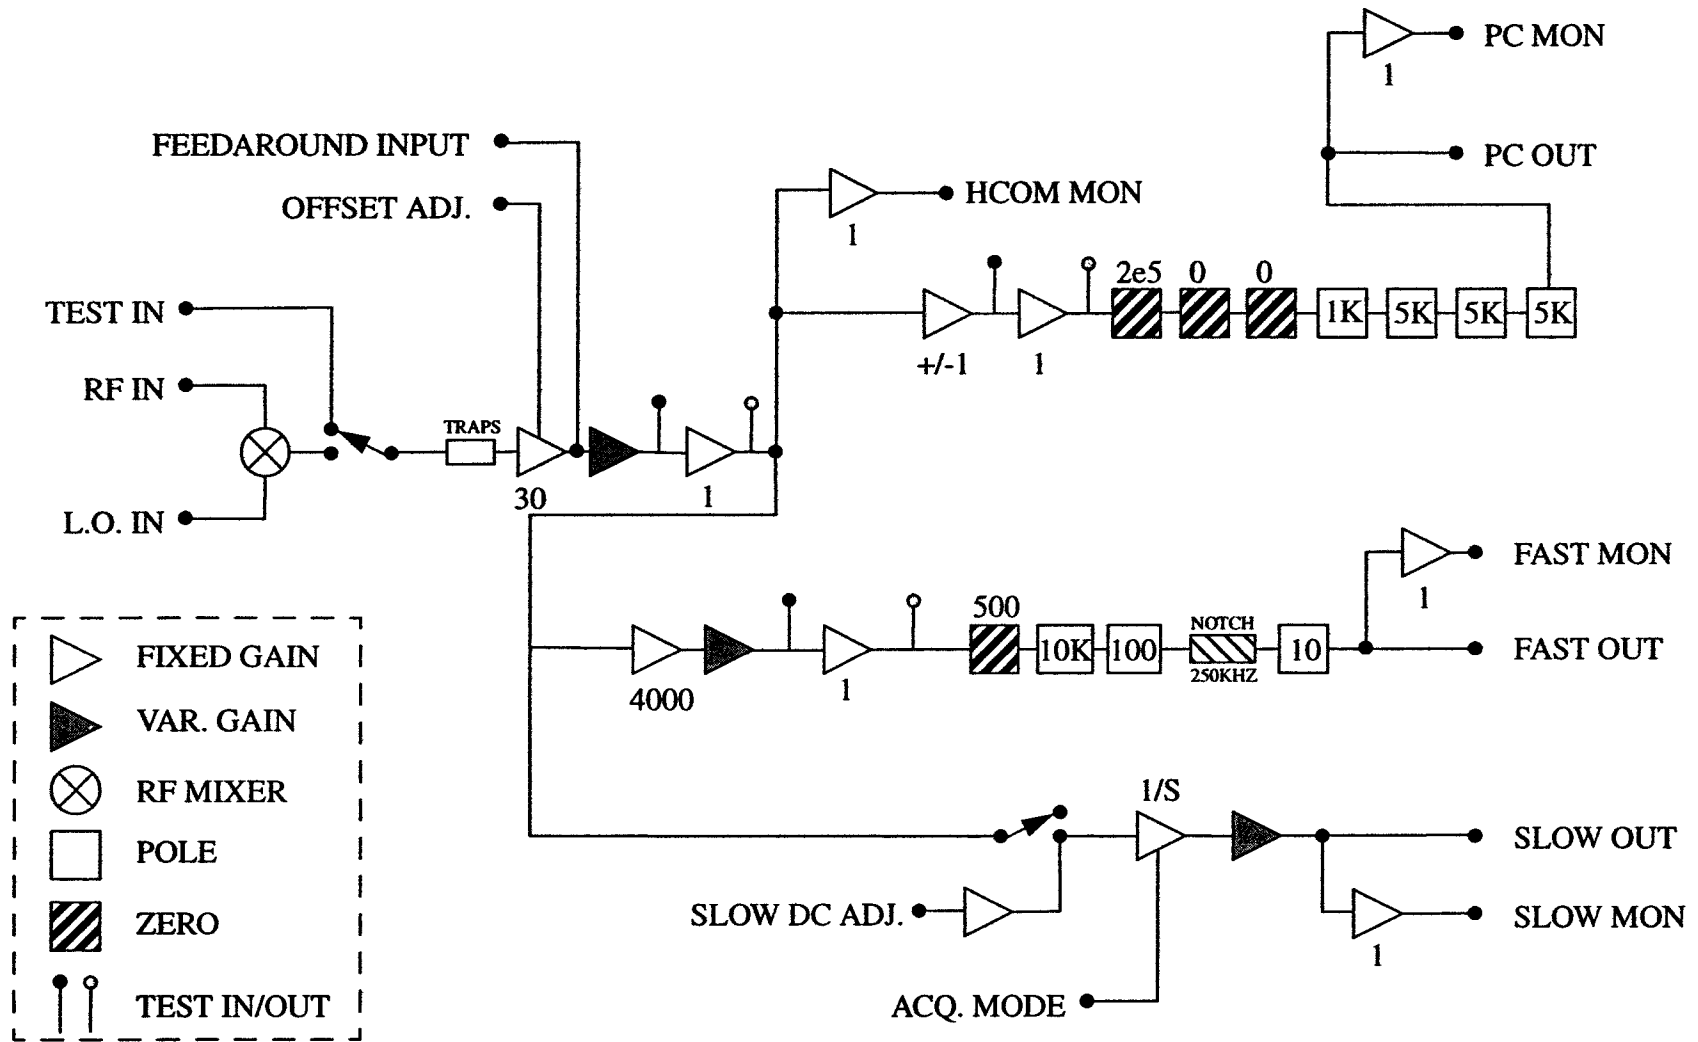 PC MON
1
PC OUT
FEEDAROUND INPUT
OFFSET ADJ.
HCOM MON
1
2e5 0 0
1K 5K 5K 5K
+/-1 1
TEST IN
RF IN
L.O. IN
TRAPS
30
1
FAST MON
1
500
10K 100
NOTCH
250KHZ
10
FAST OUT
4000
1
1/S
SLOW OUT
SLOW DC ADJ.
SLOW MON
1
ACQ. MODE
FIXED GAIN
VAR. GAIN
RF MIXER
POLE
ZERO
TEST IN/OUT